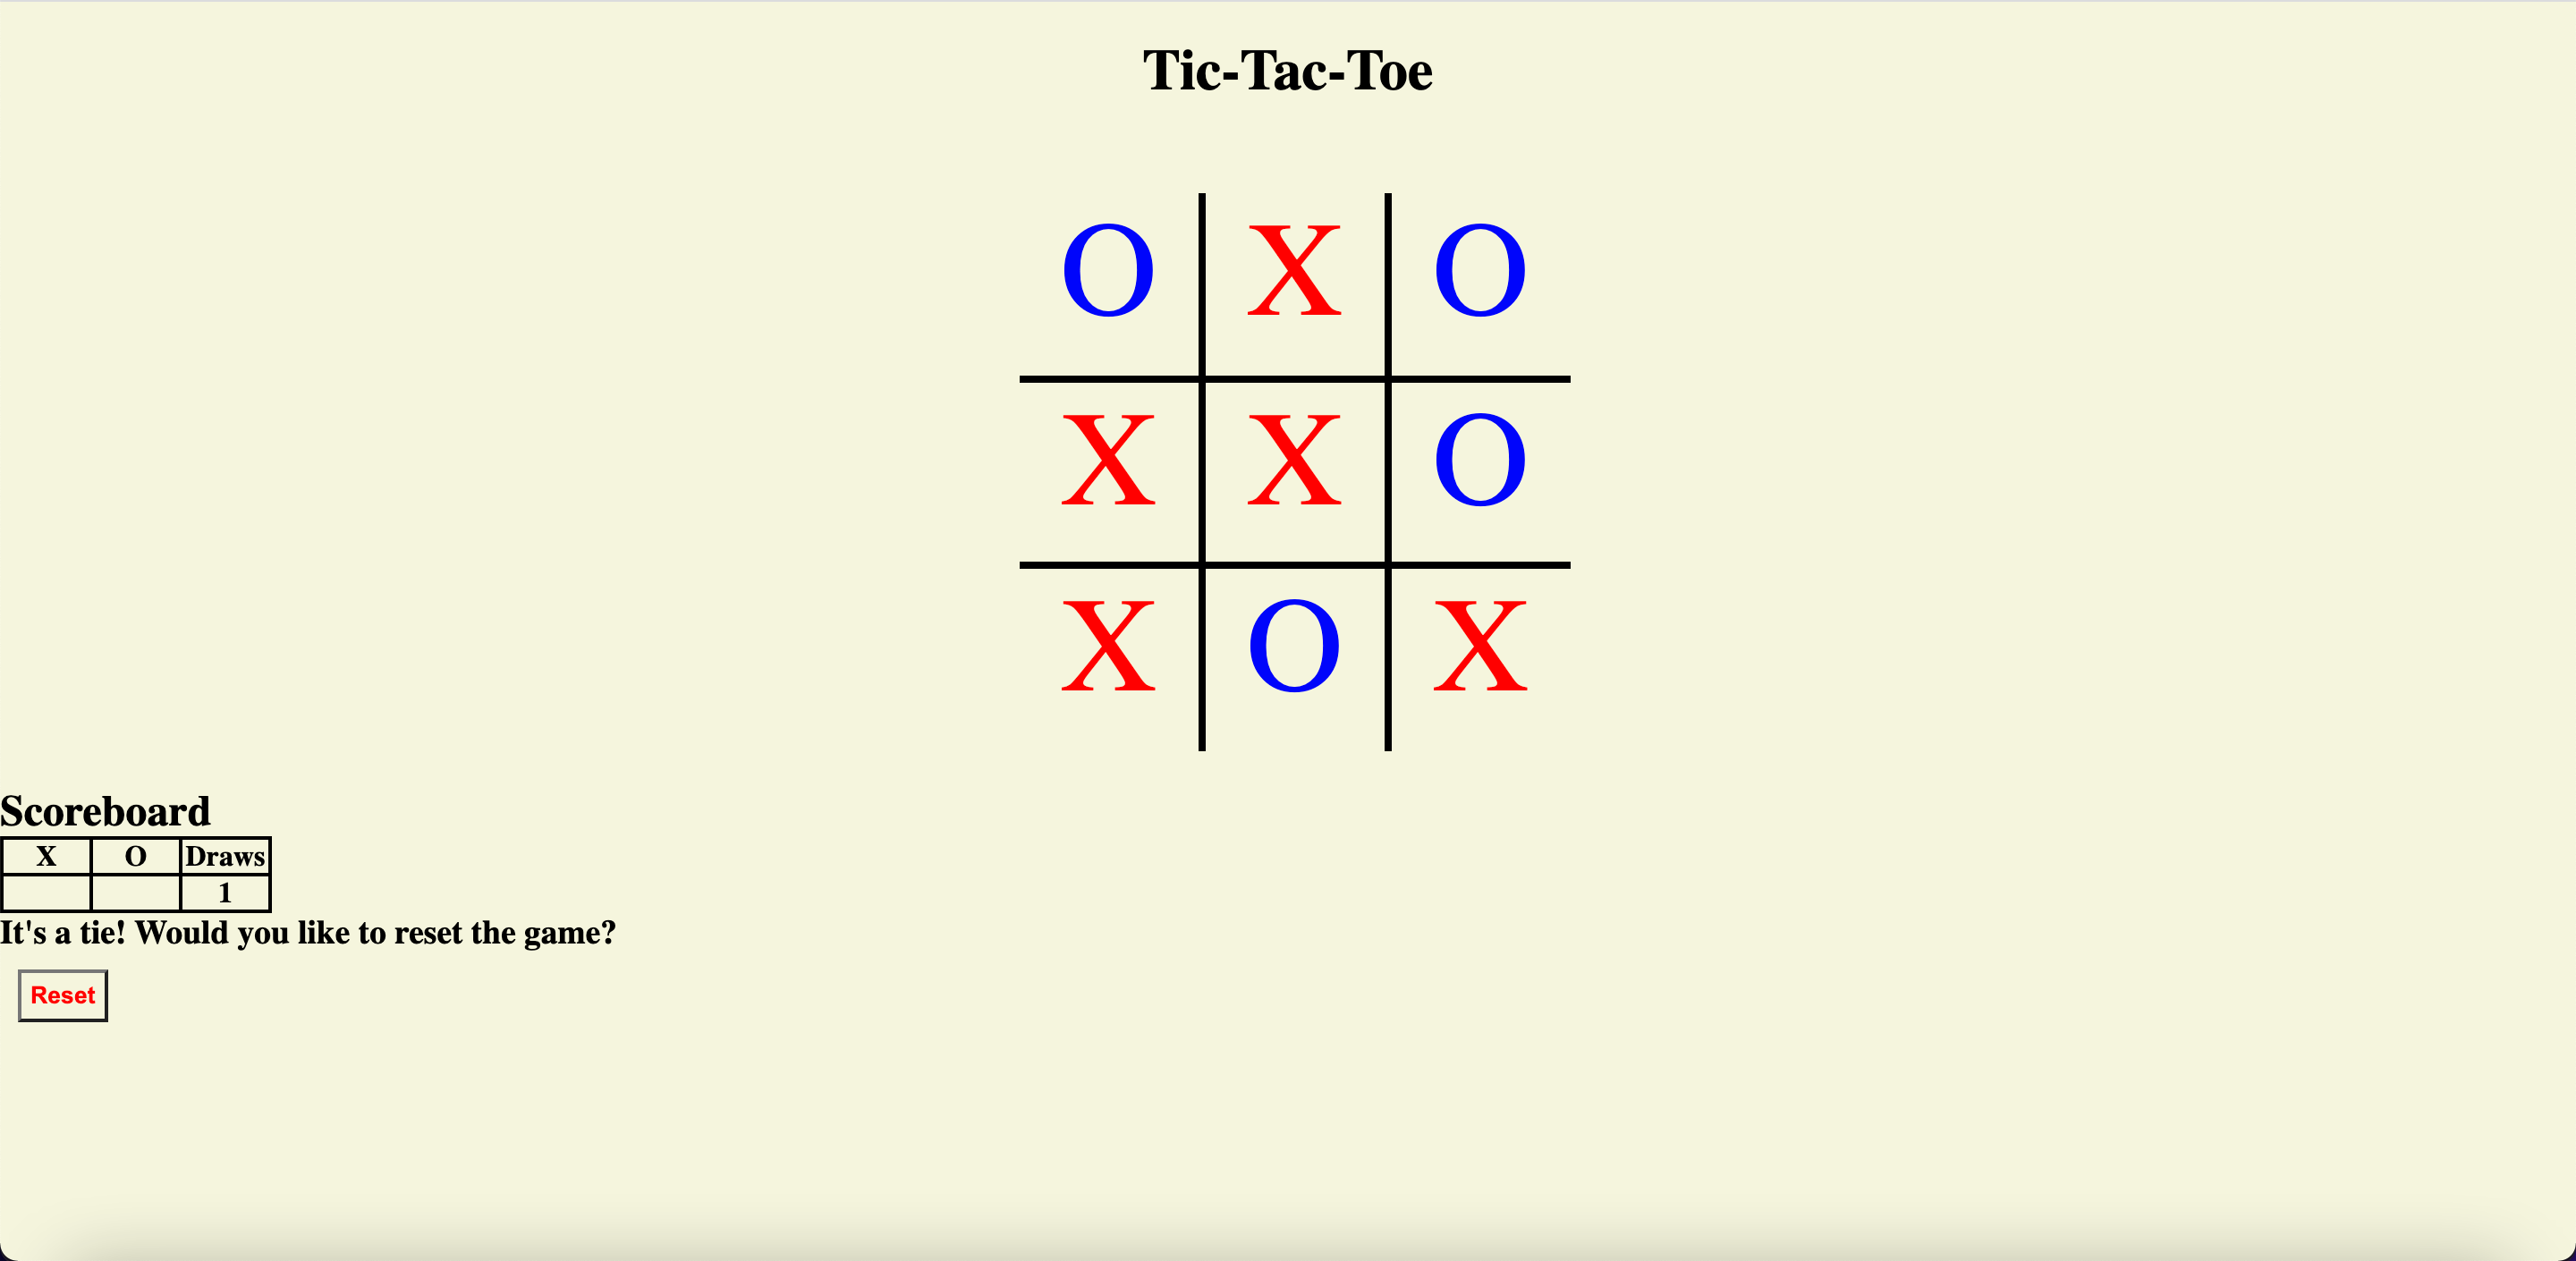 Tic-Tac-Toe
O X O
X X O
X O X
Scoreboard
X O Draws
1
It's a tie! Would you like to reset the game?
Reset